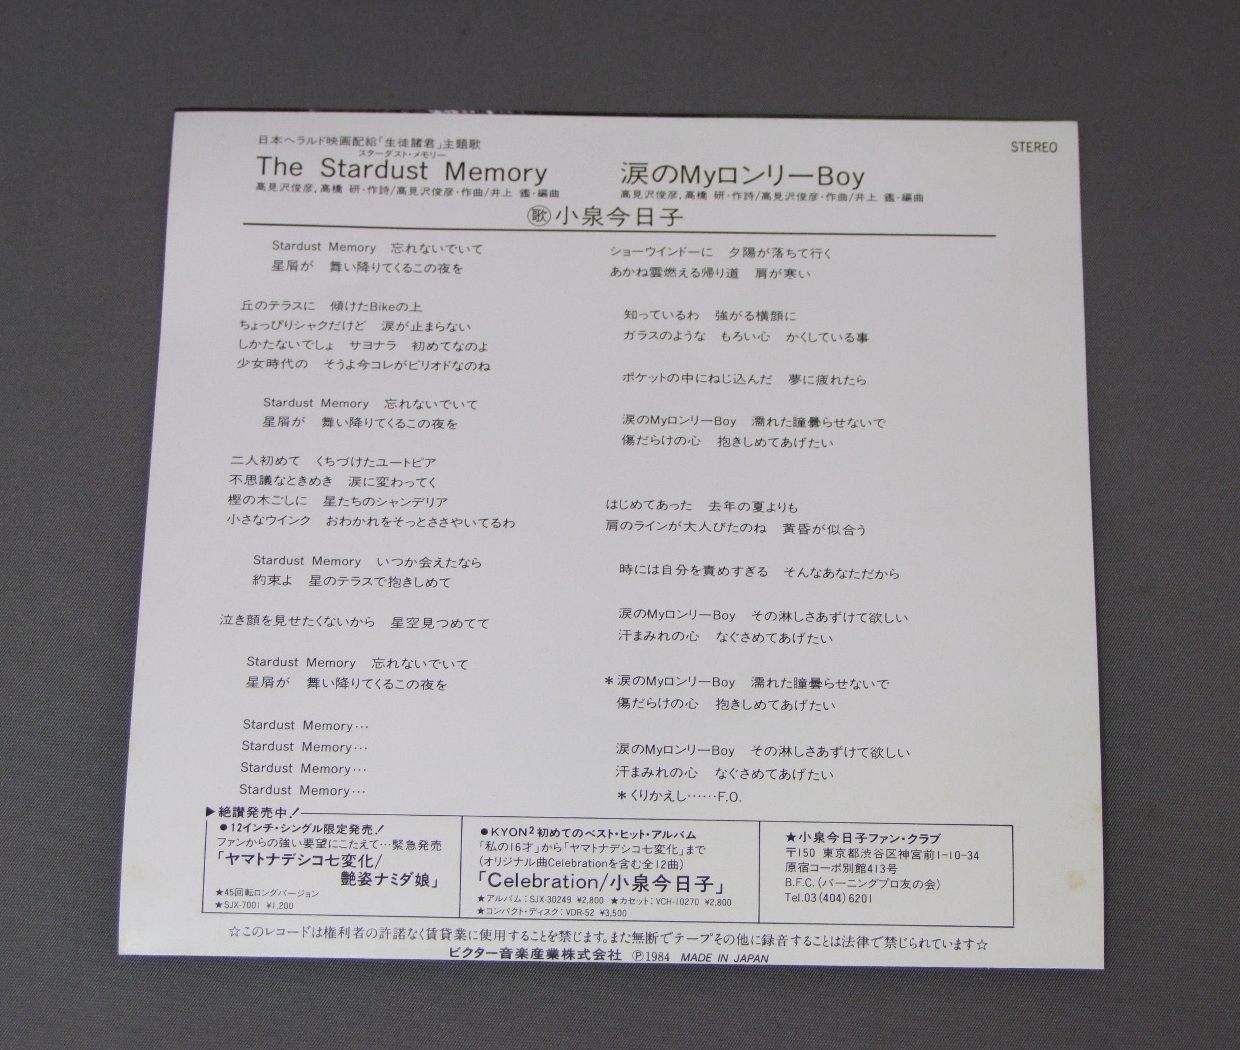 日本ヘラルド映画配給「生徒諸君」主題歌
スターダスト・メモリー
The Stardust Memory
高見沢俊彦,高橋 研・作詩/高見沢俊彦・作曲/井上 鑑・編曲
涙のMyロンリーBoy
高見沢俊彦,高橋 研・作詩/高見沢俊彦・作曲/井上 鑑・編曲
STEREO
歌 小泉今日子
Stardust Memory 忘れないでいて
星屑が 舞い降りてくるこの夜を
丘のテラスに 傾けたBikeの上
ちょっぴりシャクだけど 涙が止まらない
しかたないでしょ サヨナラ 初めてなのよ
少女時代の そうよ今コレがピリオドなのね
Stardust Memory 忘れないでいて
星屑が 舞い降りてくるこの夜を
二人初めて くちづけたユートピア
不思議なときめき 涙に変わってく
樫の木ごしに 星たちのシャンデリア
小さなウインク おわかれをそっとささやいてるわ
Stardust Memory いつか会えたなら
約束よ 星のテラスで抱きしめて
泣き顔を見せたくないから 星空見つめてて
Stardust Memory 忘れないでいて
星屑が 舞い降りてくるこの夜を
Stardust Memory…
Stardust Memory…
Stardust Memory…
Stardust Memory…
ショーウインドーに 夕陽が落ちて行く
あかね雲燃える帰り道 肩が寒い
知っているわ 強がる横顔に
ガラスのような もろい心 かくしている事
ポケットの中にねじ込んだ 夢に疲れたら
涙のMyロンリーBoy 濡れた瞳曇らせないで
傷だらけの心 抱きしめてあげたい
はじめてあった 去年の夏よりも
肩のラインが大人びたのね 黄昏が似合う
時には自分を責めすぎる そんなあなただから
涙のMyロンリーBoy その淋しさあずけて欲しい
汗まみれの心 なぐさめてあげたい
＊涙のMyロンリーBoy 濡れた瞳曇らせないで
傷だらけの心 抱きしめてあげたい
涙のMyロンリーBoy その淋しさあずけて欲しい
汗まみれの心 なぐさめてあげたい
＊くりかえし……F.O.
▶絶讃発売中!
●12インチ・シングル限定発売!
ファンからの強い要望にこたえて…緊急発売
「ヤマトナデシコ七変化/
艶姿ナミダ娘」
★45回転ロングバージョン
★SJX-7001 ¥1,200
●KYON²初めてのベスト・ヒット・アルバム
「私の16才」から「ヤマトナデシコ七変化」まで
(オリジナル曲Celebrationを含む全12曲)
「Celebration/小泉今日子」
★アルバム:SJX-30249 ¥2,800 ★カセット:VCH-10270 ¥2,800
★コンパクト・ディスク:VDR-52 ¥3,500
★小泉今日子ファン・クラブ
〒150 東京都渋谷区神宮前1-10-34
原宿コーポ別館413号
B.F.C.(バーニングプロ友の会)
Tel.03(404)6201
☆このレコードは権利者の許諾なく賃貸業に使用することを禁じます。また無断でテープその他に録音することは法律で禁じられています☆
ビクター音楽産業株式会社 Ⓟ1984 MADE IN JAPAN